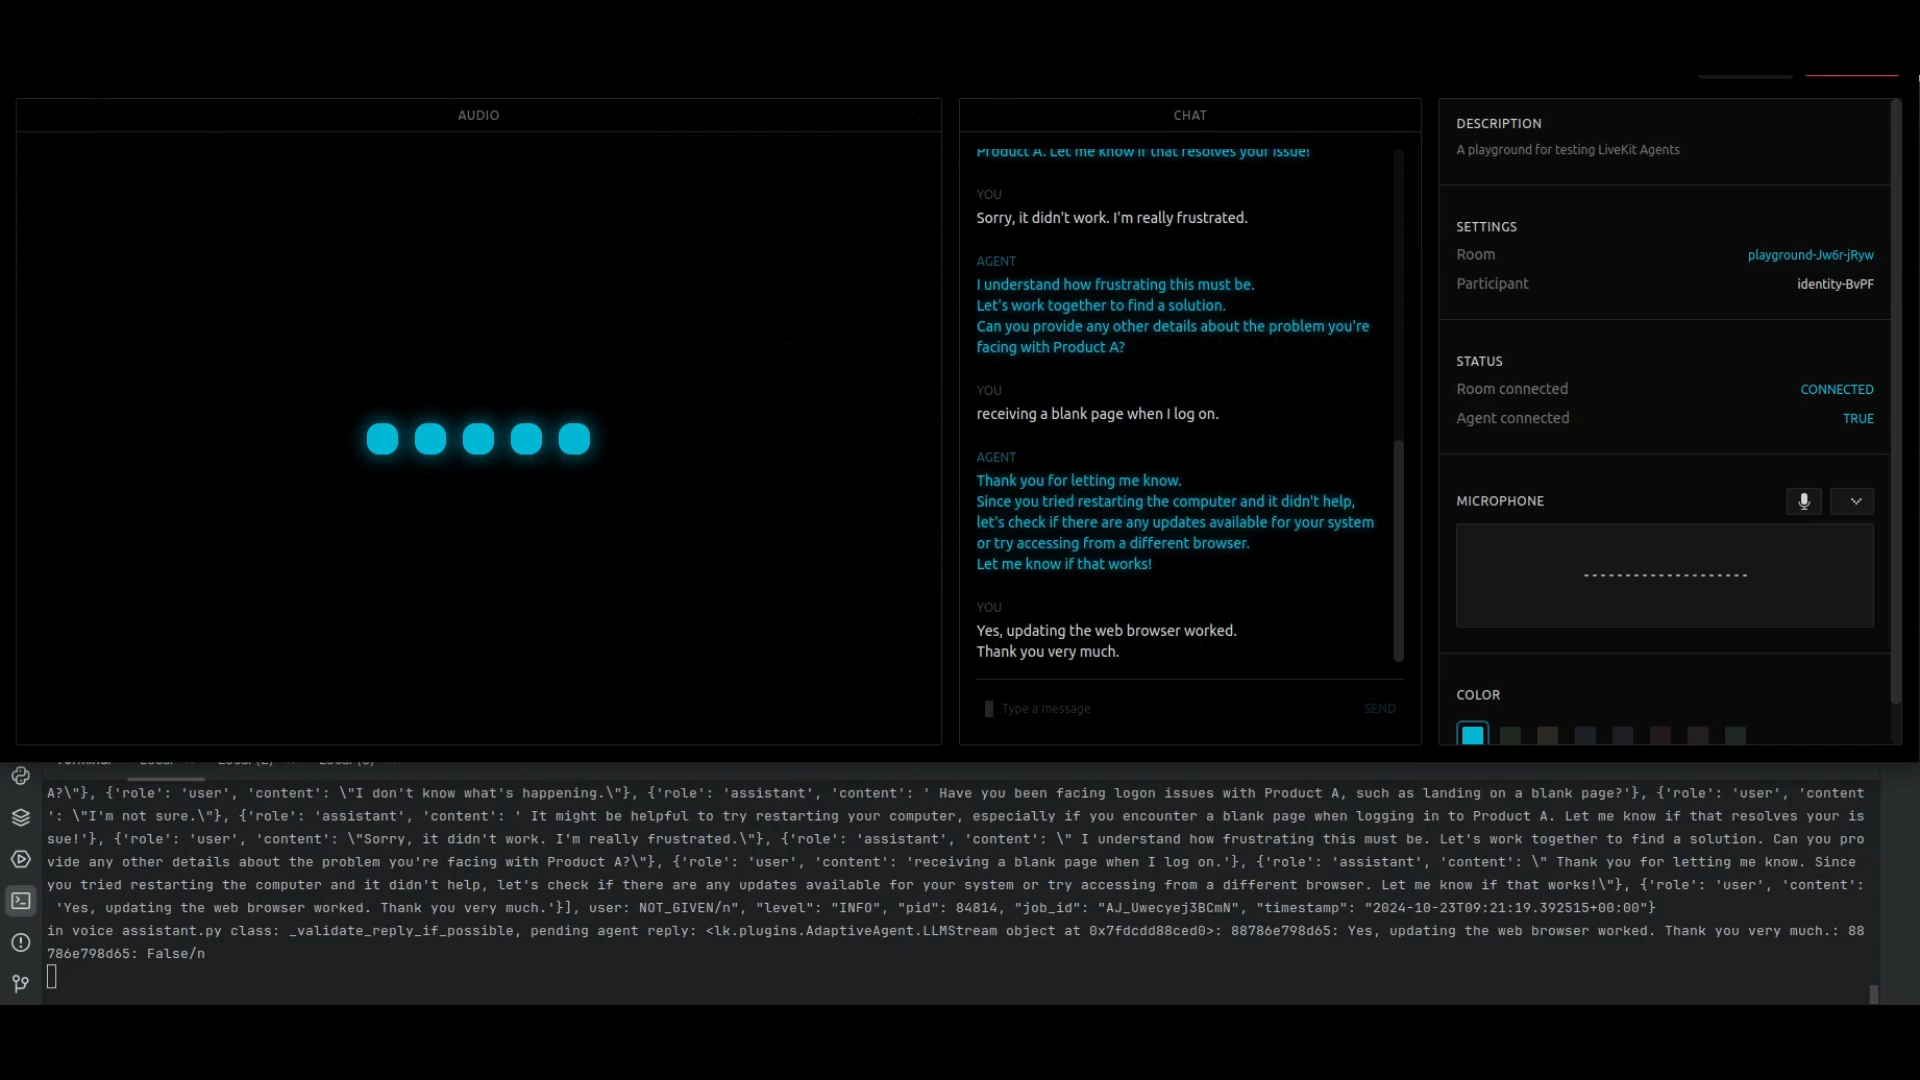 AUDIO
CHAT
Product A. Let me know if that resolves your issue!
YOU
Sorry, it didn't work. I'm really frustrated.
AGENT
I understand how frustrating this must be.
Let's work together to find a solution.
Can you provide any other details about the problem you're
facing with Product A?
YOU
receiving a blank page when I log on.
AGENT
Thank you for letting me know.
Since you tried restarting the computer and it didn't help,
let's check if there are any updates available for your system
or try accessing from a different browser.
Let me know if that works!
YOU
Yes, updating the web browser worked.
Thank you very much.
Type a message
SEND
DESCRIPTION
A playground for testing LiveKit Agents
SETTINGS
Room playground-Jw6r-jRyw
Participant identity-BvPF
STATUS
Room connected CONNECTED
Agent connected TRUE
MICROPHONE
COLOR
A?\"}, {'role': 'user', 'content': \"I don't know what's happening.\"}, {'role': 'assistant', 'content': ' Have you been facing logon issues with Product A, such as landing on a blank page?'}, {'role': 'user', 'content
': \"I'm not sure.\"}, {'role': 'assistant', 'content': ' It might be helpful to try restarting your computer, especially if you encounter a blank page when logging in to Product A. Let me know if that resolves your is
sue!'}, {'role': 'user', 'content': \"Sorry, it didn't work. I'm really frustrated.\"}, {'role': 'assistant', 'content': \" I understand how frustrating this must be. Let's work together to find a solution. Can you pro
vide any other details about the problem you're facing with Product A?\"}, {'role': 'user', 'content': 'receiving a blank page when I log on.'}, {'role': 'assistant', 'content': \" Thank you for letting me know. Since
you tried restarting the computer and it didn't help, let's check if there are any updates available for your system or try accessing from a different browser. Let me know if that works!\"}, {'role': 'user', 'content':
'Yes, updating the web browser worked. Thank you very much.'}], user: NOT_GIVEN/n", "level": "INFO", "pid": 84814, "job_id": "AJ_Uwecyej3BCmN", "timestamp": "2024-10-23T09:21:19.392515+00:00"}
in voice assistant.py class: _validate_reply_if_possible, pending agent reply: <lk.plugins.AdaptiveAgent.LLMStream object at 0x7fdcdd88ced0>: 88786e798d65: Yes, updating the web browser worked. Thank you very much.: 88
786e798d65: False/n